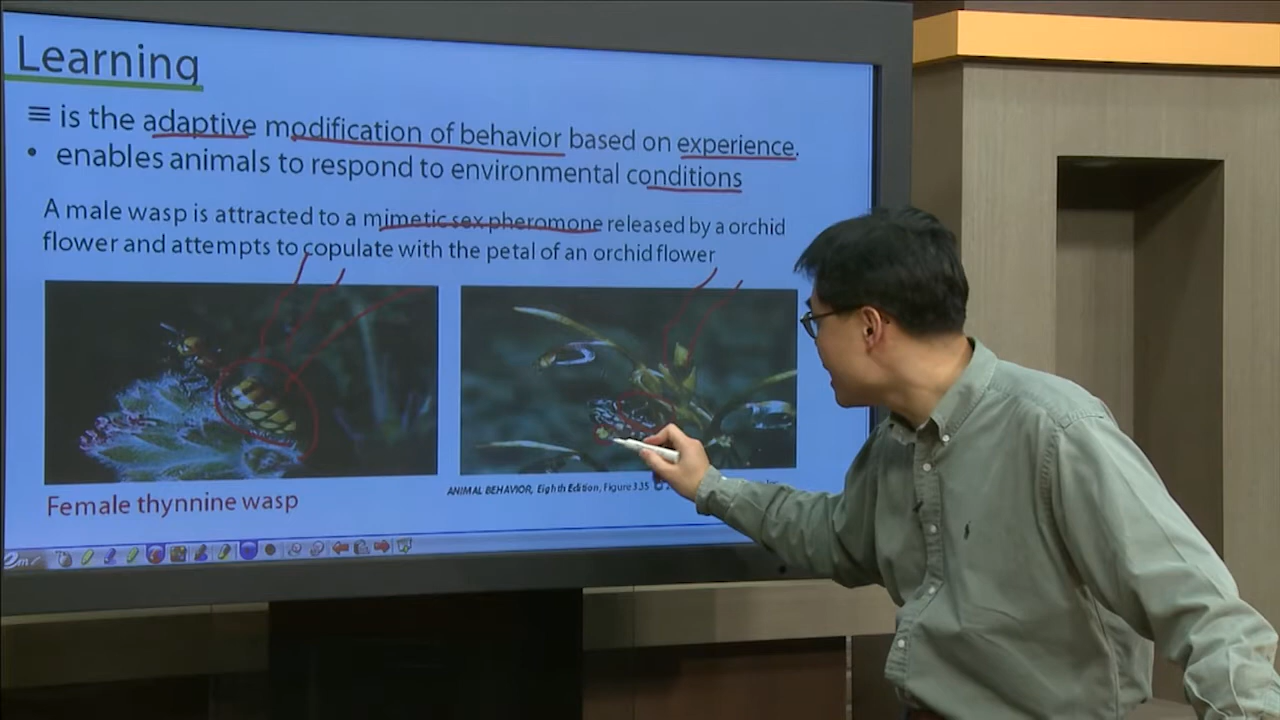 Learning
≡ is the adaptive modification of behavior based on experience.
• enables animals to respond to environmental conditions
A male wasp is attracted to a mimetic sex pheromone released by a orchid
flower and attempts to copulate with the petal of an orchid flower
ANIMAL BEHAVIOR, Eighth Edition, Figure 3.35
Female thynnine wasp